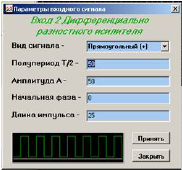 Параметры входного сигнала
Вход 2 Дифференциально
разностного усилителя
Вид сигнала - Прямоугольный (+)
Полупериод Т/2 - 50
Амплитуда А - 50
Начальная фаза - 0
Длина импульса - 25
Принять
Закрыть